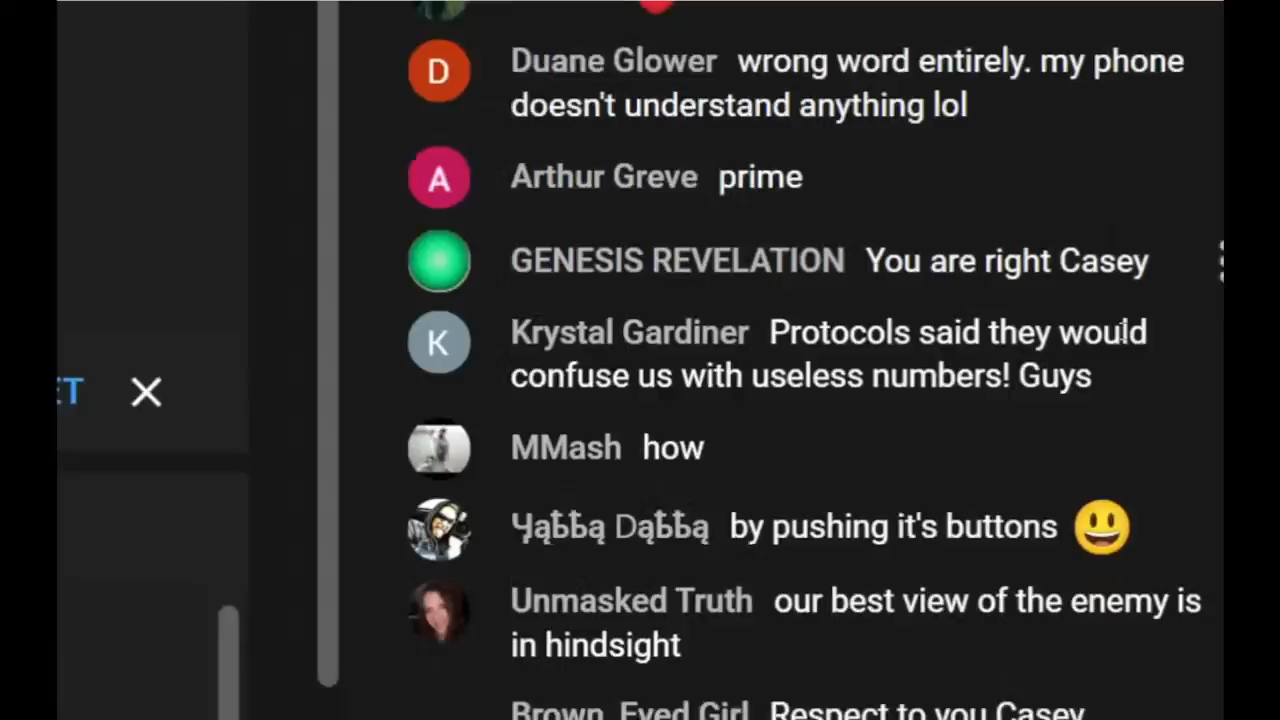 Duane Glower wrong word entirely. my phone
doesn't understand anything lol
A
D
Arthur Greve prime
GENESIS REVELATION You are right Casey
K
Krystal Gardiner Protocols said they would
confuse us with useless numbers! Guys
ET
MMash how
Ҹąƀƀą Dąƀƀą by pushing it's buttons 😃
Unmasked Truth our best view of the enemy is
in hindsight
Brown Eyed Girl Respect to you Casey